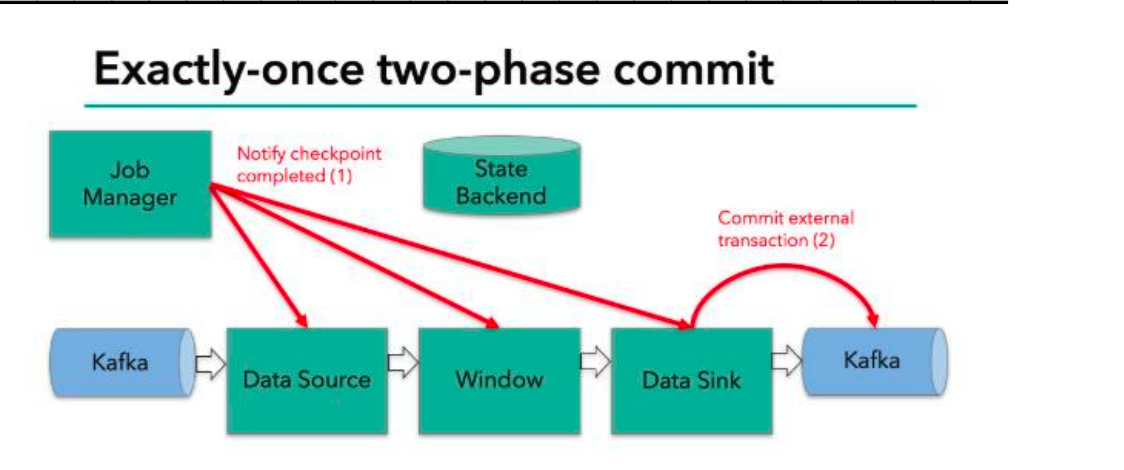 Exactly-once two-phase commit
Job
Manager
Notify checkpoint
completed (1)
State
Backend
Commit external
transaction (2)
Kafka
Data Source
Window
Data Sink
Kafka